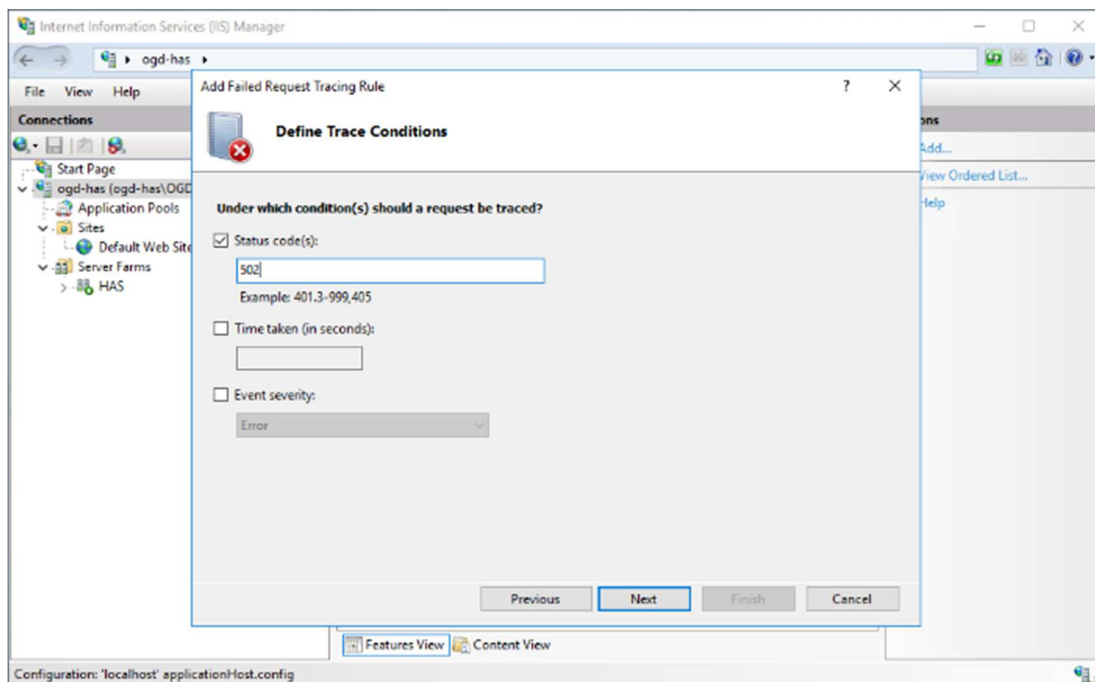 Internet Information Services (IIS) Manager
ogd-has
File View Help
Connections
Start Page
ogd-has (ogd-has\OGD
Application Pools
Sites
Default Web Site
Server Farms
HAS
Add Failed Request Tracing Rule
?
Define Trace Conditions
Under which condition(s) should a request be traced?
Status code(s):
502
Example: 401.3-999,405
Time taken (in seconds):
Event severity:
Error
Previous Next Finish Cancel
ons
Add...
View Ordered List...
Help
Features View Content View
Configuration: 'localhost' applicationHost.config